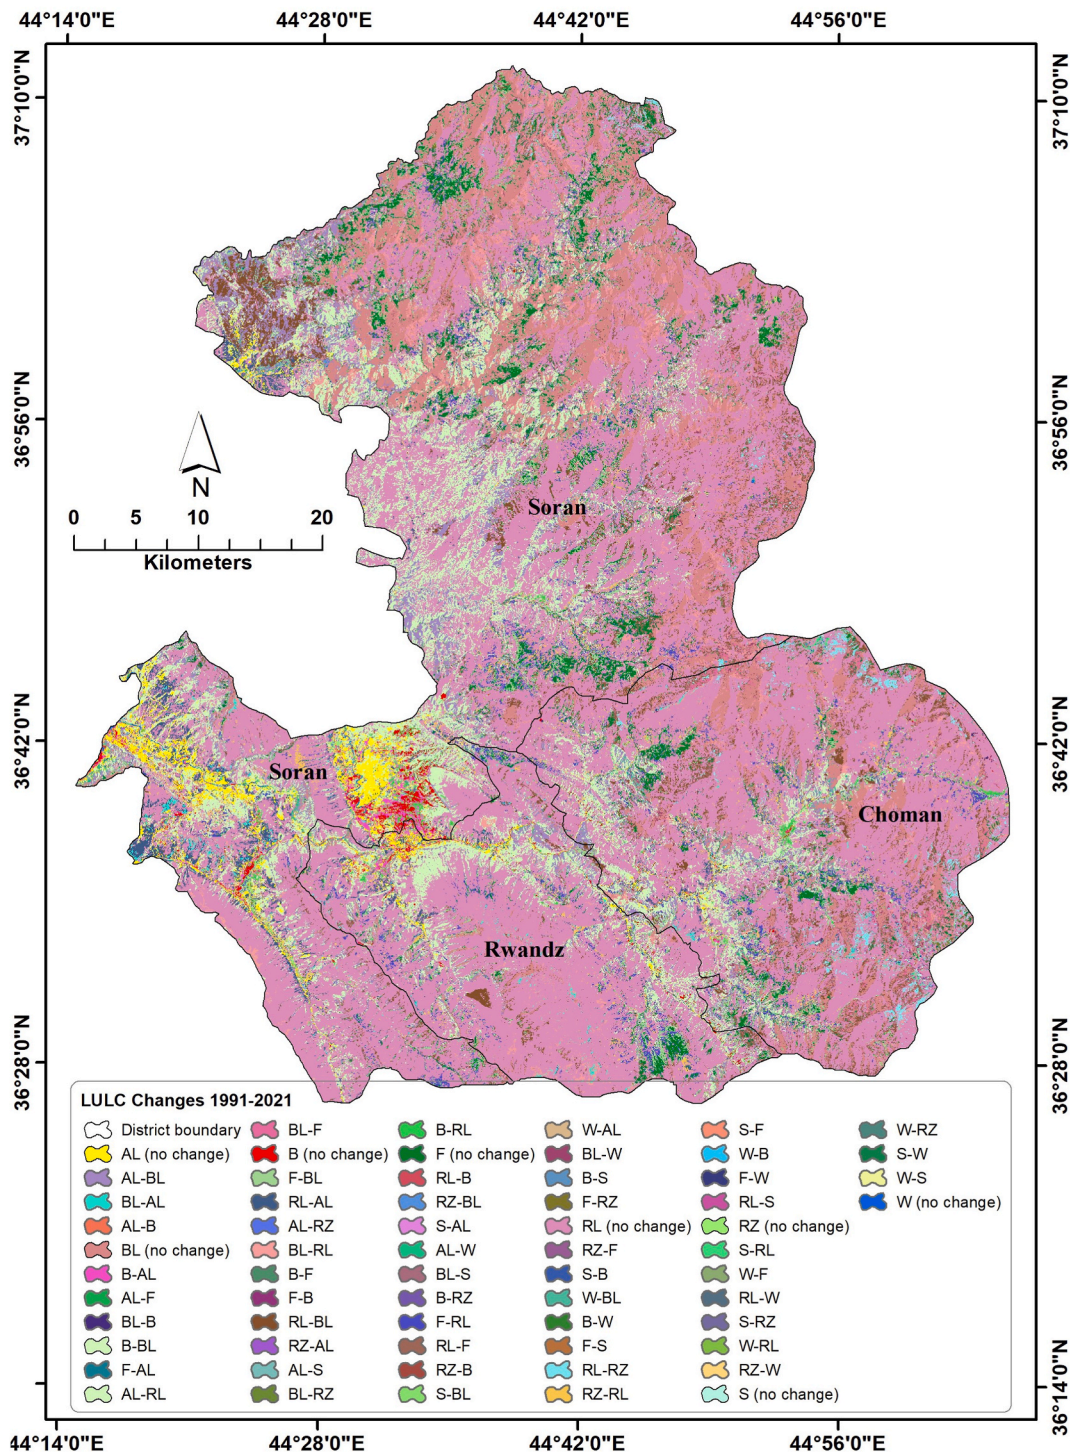 44°14'0"E 44°28'0"E 44°42'0"E 44°56'0"E
37°10'0"N 37°10'0"N
36°56'0"N 36°56'0"N
N
0 5 10 20
Kilometers
Soran
36°42'0"N 36°42'0"N
Soran
Choman
Rwandz
36°28'0"N 36°28'0"N
LULC Changes 1991-2021
District boundary BL-F B-RL W-AL S-F W-RZ
AL (no change) B (no change) F (no change) BL-W W-B S-W
AL-BL F-BL RL-B B-S F-W W-S
BL-AL RL-AL RZ-BL F-RZ RL-S W (no change)
AL-B AL-RZ S-AL RL (no change) RZ (no change)
BL (no change) BL-RL AL-W RZ-F S-RL
B-AL B-F BL-S S-B W-F
AL-F F-B B-RZ W-BL RL-W
BL-B RL-BL F-RL B-W S-RZ
B-BL RZ-AL RL-F F-S W-RL
F-AL AL-S RZ-B RL-RZ RZ-W
AL-RL BL-RZ S-BL RZ-RL S (no change)
36°14'0"N
44°14'0"E 44°28'0"E 44°42'0"E 44°56'0"E